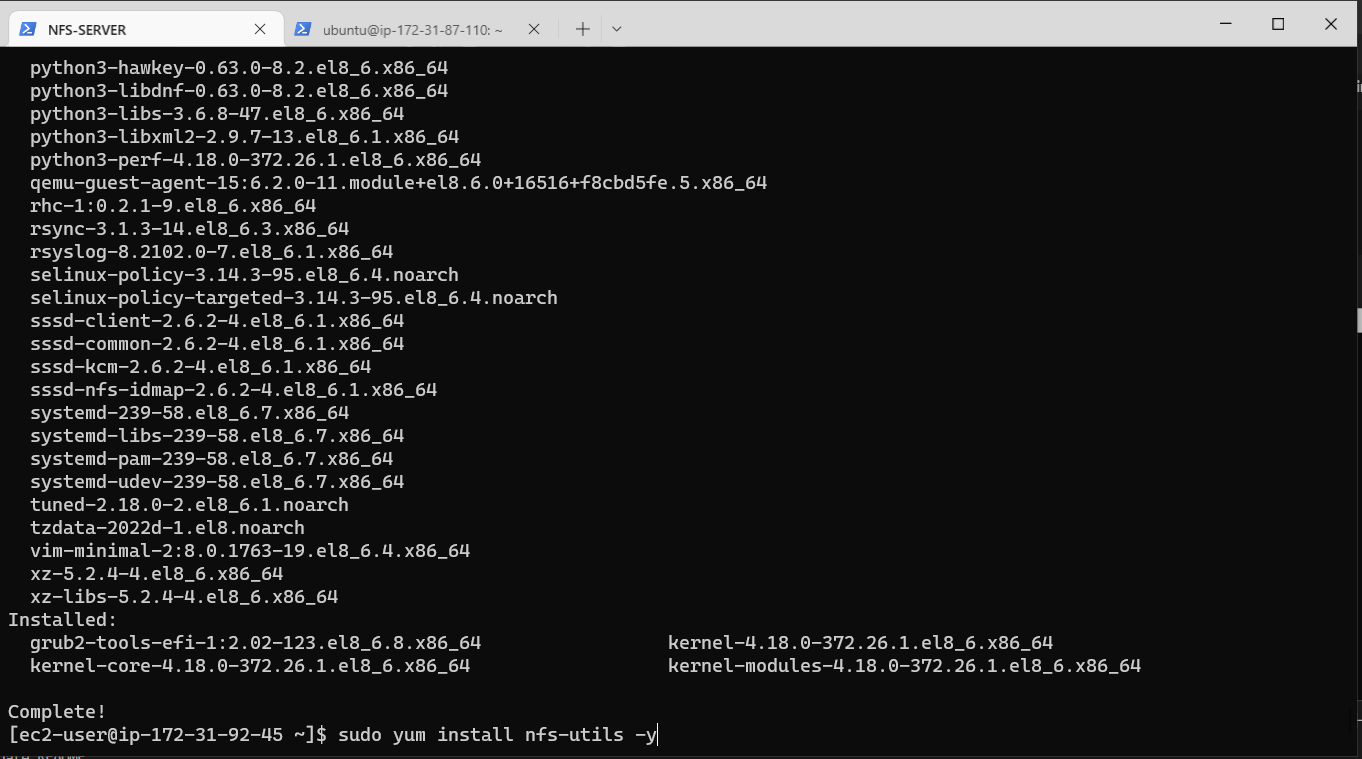 NFS-SERVER
ubuntu@ip-172-31-87-110: ~
python3-hawkey-0.63.0-8.2.el8_6.x86_64
python3-libdnf-0.63.0-8.2.el8_6.x86_64
python3-libs-3.6.8-47.el8_6.x86_64
python3-libxml2-2.9.7-13.el8_6.1.x86_64
python3-perf-4.18.0-372.26.1.el8_6.x86_64
qemu-guest-agent-15:6.2.0-11.module+el8.6.0+16516+f8cbd5fe.5.x86_64
rhc-1:0.2.1-9.el8_6.x86_64
rsync-3.1.3-14.el8_6.3.x86_64
rsyslog-8.2102.0-7.el8_6.1.x86_64
selinux-policy-3.14.3-95.el8_6.4.noarch
selinux-policy-targeted-3.14.3-95.el8_6.4.noarch
sssd-client-2.6.2-4.el8_6.1.x86_64
sssd-common-2.6.2-4.el8_6.1.x86_64
sssd-kcm-2.6.2-4.el8_6.1.x86_64
sssd-nfs-idmap-2.6.2-4.el8_6.1.x86_64
systemd-239-58.el8_6.7.x86_64
systemd-libs-239-58.el8_6.7.x86_64
systemd-pam-239-58.el8_6.7.x86_64
systemd-udev-239-58.el8_6.7.x86_64
tuned-2.18.0-2.el8_6.1.noarch
tzdata-2022d-1.el8.noarch
vim-minimal-2:8.0.1763-19.el8_6.4.x86_64
xz-5.2.4-4.el8_6.x86_64
xz-libs-5.2.4-4.el8_6.x86_64
Installed:
grub2-tools-efi-1:2.02-123.el8_6.8.x86_64 kernel-4.18.0-372.26.1.el8_6.x86_64
kernel-core-4.18.0-372.26.1.el8_6.x86_64 kernel-modules-4.18.0-372.26.1.el8_6.x86_64
Complete!
[ec2-user@ip-172-31-92-45 ~]$ sudo yum install nfs-utils -y